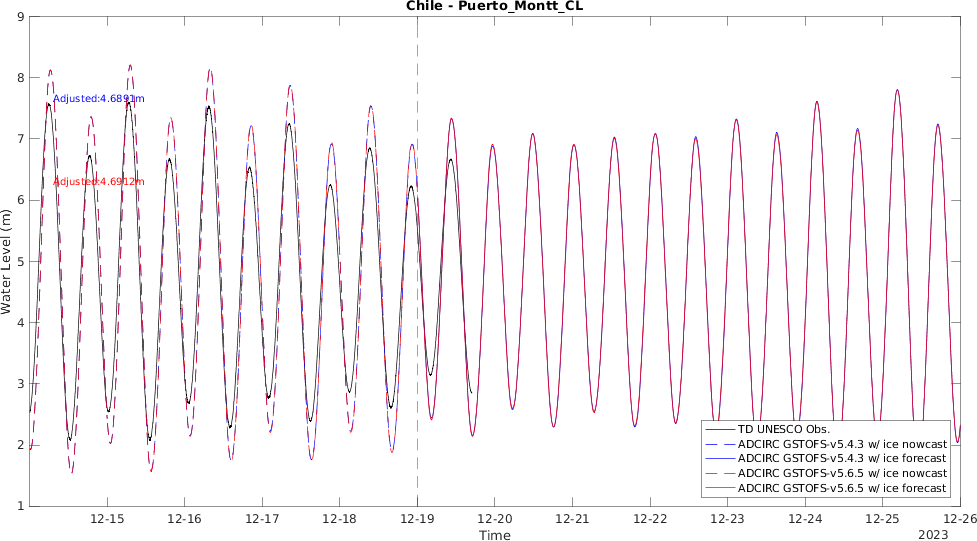 Chile - Puerto_Montt_CL
9
8
Adjusted:4.6891m
7
Adjusted:4.6912m
6
Water Level (m)
5
4
3
TD UNESCO Obs.
2
ADCIRC GSTOFS-v5.4.3 w/ ice nowcast
ADCIRC GSTOFS-v5.4.3 w/ ice forecast
ADCIRC GSTOFS-v5.6.5 w/ ice nowcast
ADCIRC GSTOFS-v5.6.5 w/ ice forecast
1
12-15 12-16 12-17 12-18 12-19 12-20 12-21 12-22 12-23 12-24 12-25 12-26
Time 2023